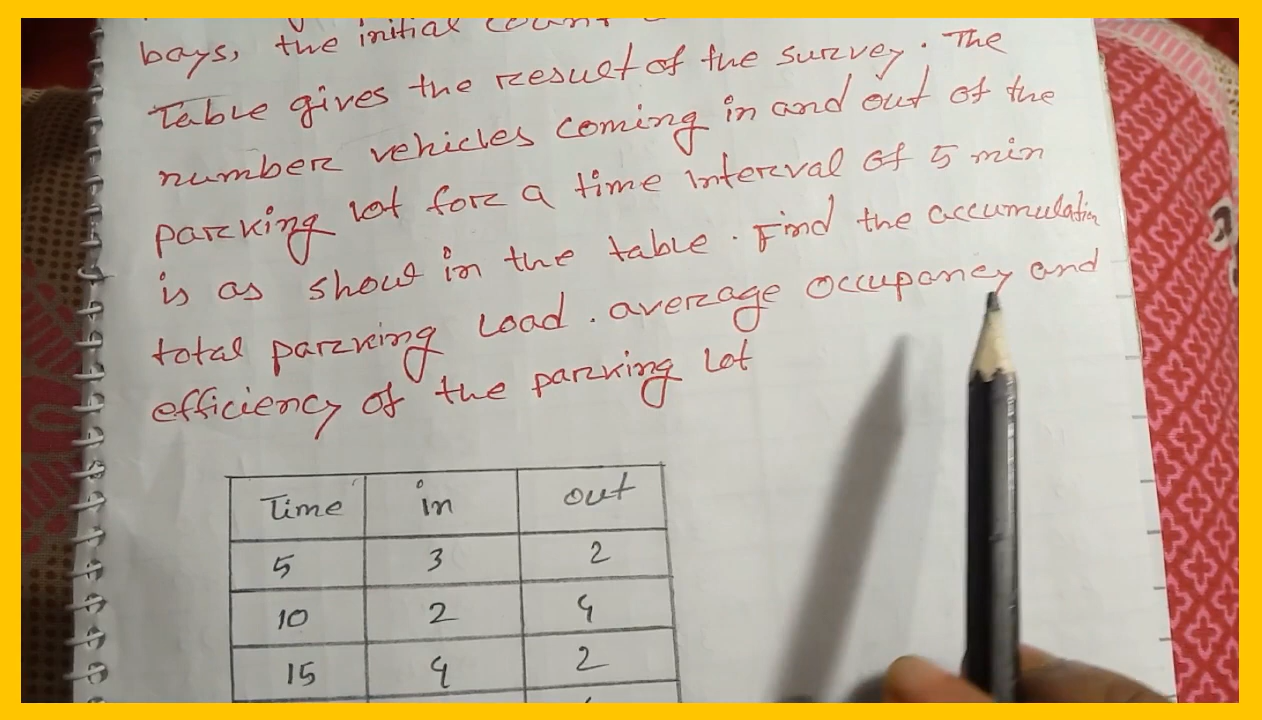 bays, the initial count
Table gives the result of the survey. The
number vehicles coming in and out of the
parking lot for a time interval of 5 min
is as show in the table. Find the accumulation
total parking load. average occupancy and
efficiency of the parking lot
Time in out
5 3 2
10 2 4
15 4 2